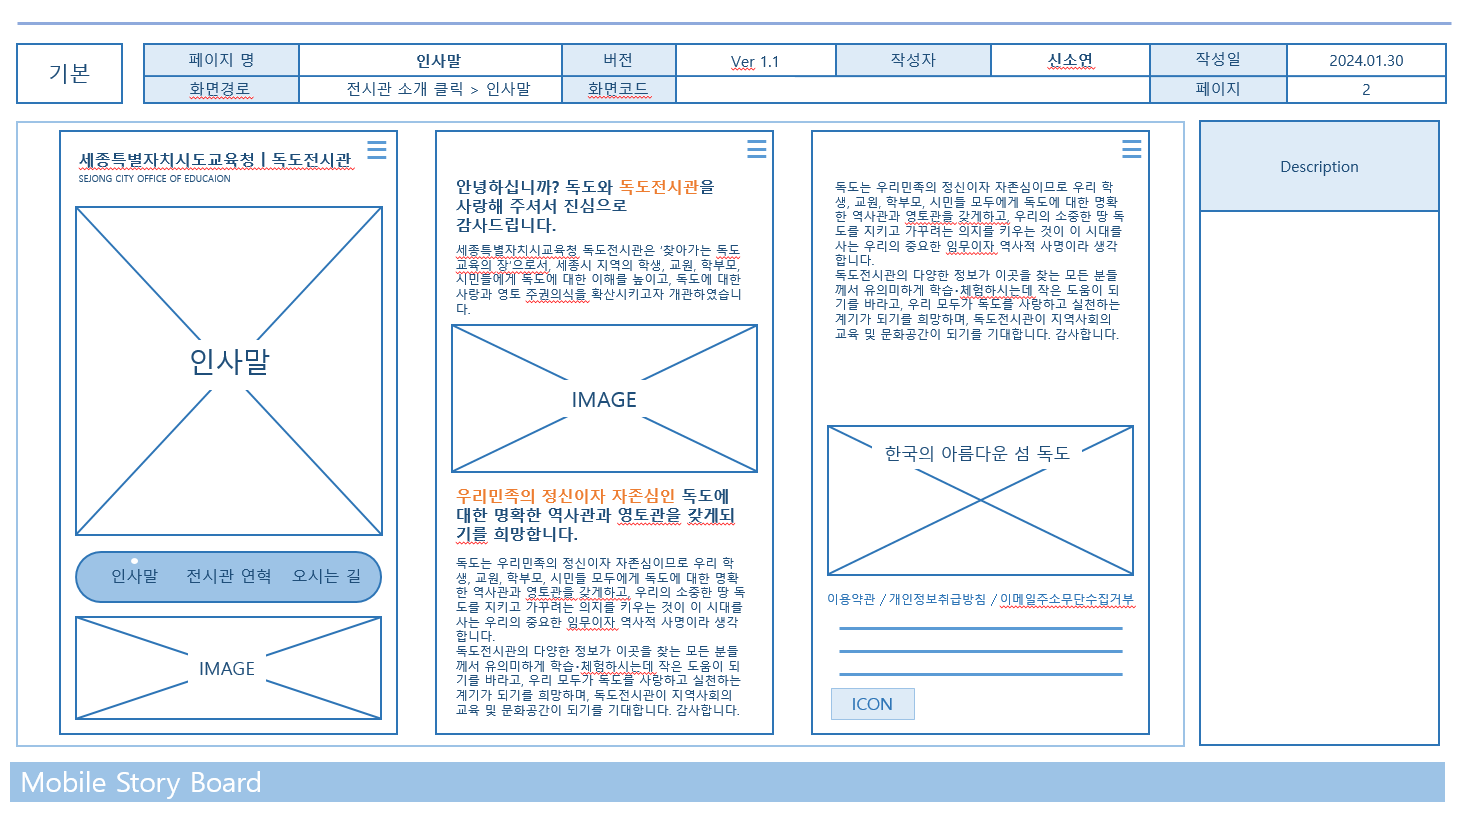 기본
페이지 명 인사말 버전 Ver 1.1 작성자 신소연 작성일 2024.01.30
화면경로 전시관 소개 클릭 > 인사말 화면코드 페이지 2
세종특별자치시도교육청 | 독도전시관
SEJONG CITY OFFICE OF EDUCAION
인사말
인사말 전시관 연혁 오시는 길
IMAGE
안녕하십니까? 독도와 독도전시관을
사랑해 주셔서 진심으로
감사드립니다.
세종특별자치시교육청 독도전시관은 '찾아가는 독도
교육의 장'으로서, 세종시 지역의 학생, 교원, 학부모,
시민들에게 독도에 대한 이해를 높이고, 독도에 대한
사랑과 영토 주권의식을 확산시키고자 개관하였습니
다.
IMAGE
우리민족의 정신이자 자존심인 독도에
대한 명확한 역사관과 영토관을 갖게되
기를 희망합니다.
독도는 우리민족의 정신이자 자존심이므로 우리 학
생, 교원, 학부모, 시민들 모두에게 독도에 대한 명확
한 역사관과 영토관을 갖게하고, 우리의 소중한 땅 독
도를 지키고 가꾸려는 의지를 키우는 것이 이 시대를
사는 우리의 중요한 임무이자 역사적 사명이라 생각
합니다.
독도전시관의 다양한 정보가 이곳을 찾는 모든 분들
께서 유의미하게 학습·체험하시는데 작은 도움이 되
기를 바라고, 우리 모두가 독도를 사랑하고 실천하는
계기가 되기를 희망하며, 독도전시관이 지역사회의
교육 및 문화공간이 되기를 기대합니다. 감사합니다.
독도는 우리민족의 정신이자 자존심이므로 우리 학
생, 교원, 학부모, 시민들 모두에게 독도에 대한 명확
한 역사관과 영토관을 갖게하고, 우리의 소중한 땅 독
도를 지키고 가꾸려는 의지를 키우는 것이 이 시대를
사는 우리의 중요한 임무이자 역사적 사명이라 생각
합니다.
독도전시관의 다양한 정보가 이곳을 찾는 모든 분들
께서 유의미하게 학습·체험하시는데 작은 도움이 되
기를 바라고, 우리 모두가 독도를 사랑하고 실천하는
계기가 되기를 희망하며, 독도전시관이 지역사회의
교육 및 문화공간이 되기를 기대합니다. 감사합니다.
한국의 아름다운 섬 독도
이용약관 / 개인정보취급방침 / 이메일주소무단수집거부
ICON
Description
Mobile Story Board